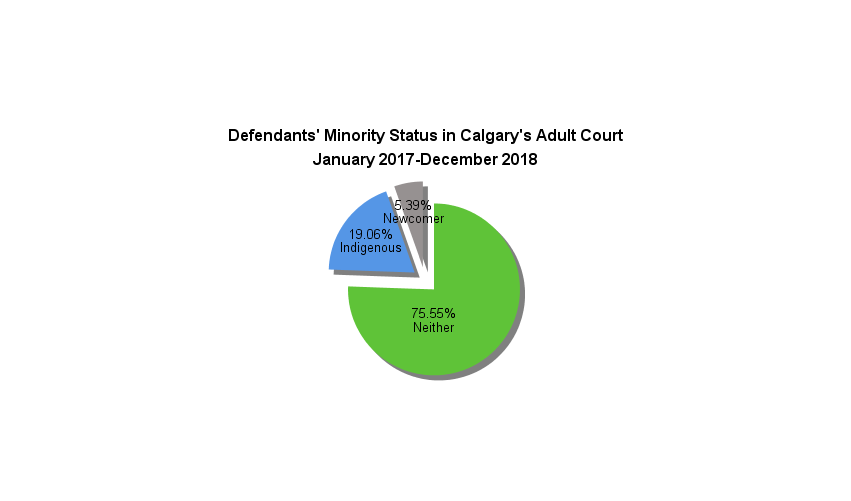 Defendants' Minority Status in Calgary's Adult Court
January 2017-December 2018
5.39%
Newcomer
19.06%
Indigenous
75.55%
Neither